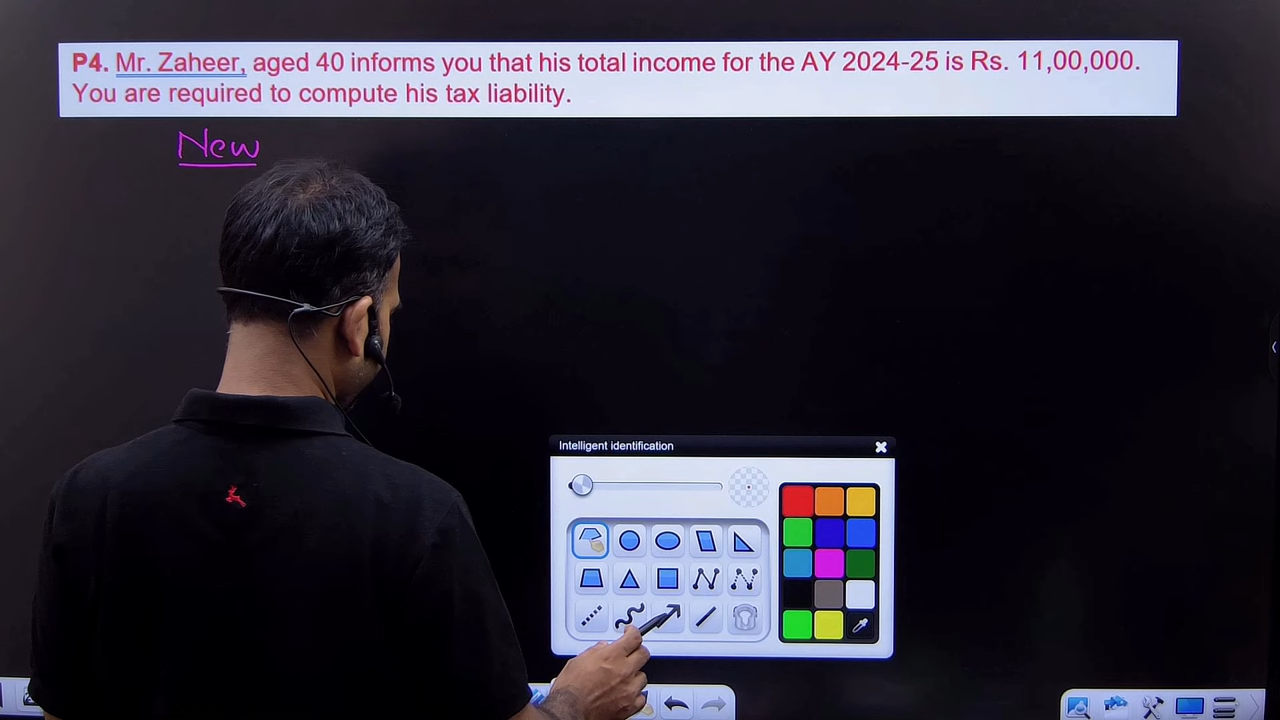 P4. Mr. Zaheer, aged 40 informs you that his total income for the AY 2024-25 is Rs. 11,00,000.
You are required to compute his tax liability.
New
Intelligent identification